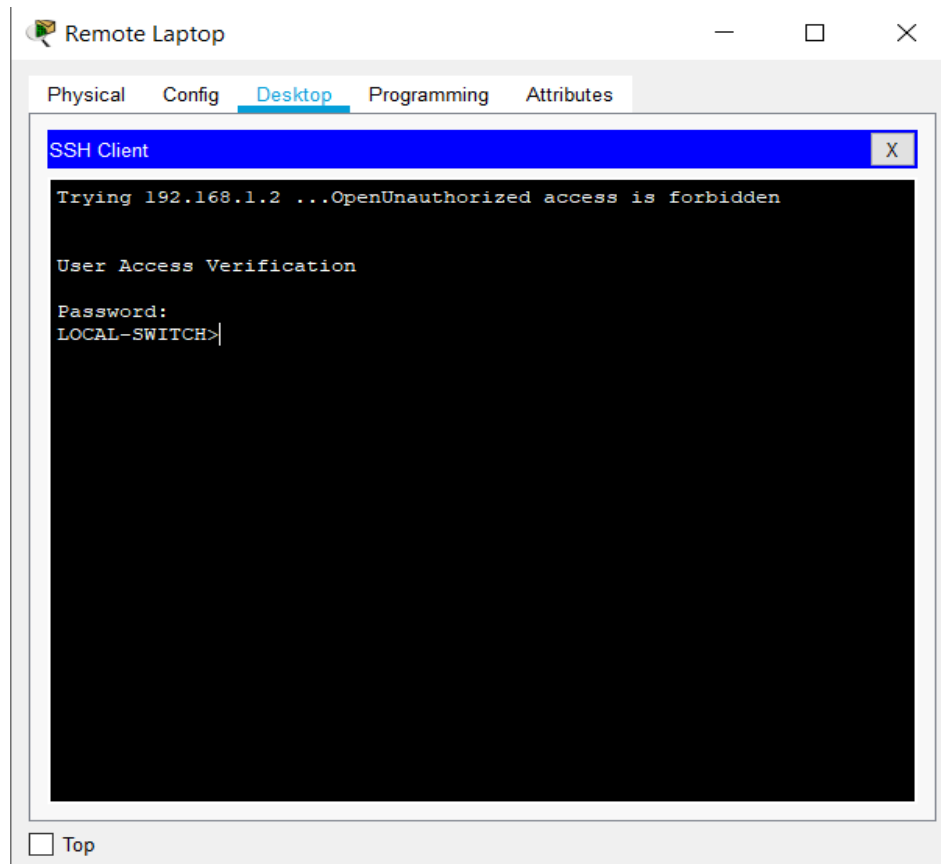 Remote Laptop
Physical Config Desktop Programming Attributes
SSH Client X
Trying 192.168.1.2 ...OpenUnauthorized access is forbidden
User Access Verification
Password:
LOCAL-SWITCH>
Top